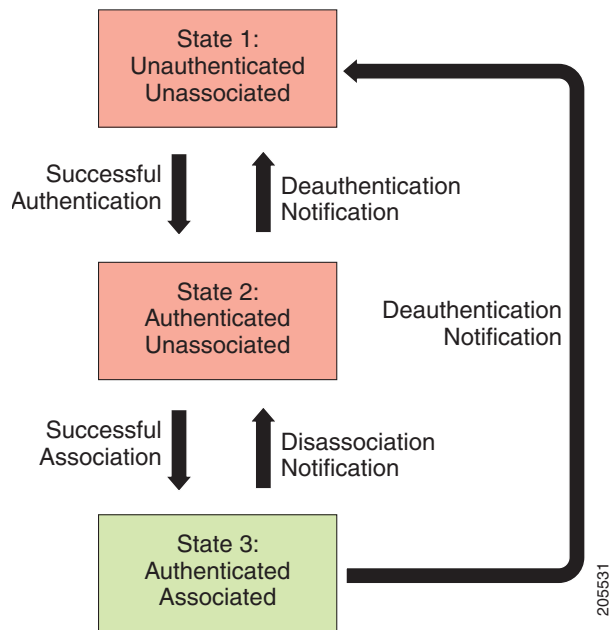 State 1:
Unauthenticated
Unassociated
Successful
Authentication
Deauthentication
Notification
State 2:
Authenticated
Unassociated
Deauthentication
Notification
Successful
Association
Disassociation
Notification
State 3:
Authenticated
Associated
205531